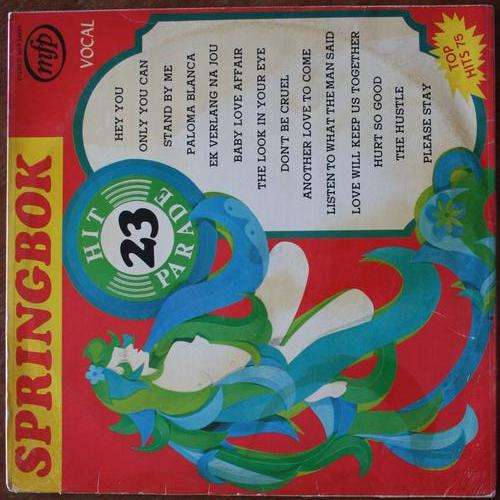 SPRINGBOK
HIT
23
PARADE
mfp
VOCAL
HEY YOU
ONLY YOU CAN
STAND BY ME
PALOMA BLANCA
EK VERLANG NA JOU
BABY LOVE AFFAIR
THE LOOK IN YOUR EYE
DON'T BE CRUEL
ANOTHER LOVE TO COME
LISTEN TO WHAT THE MAN SAID
LOVE WILL KEEP US TOGETHER
HURT SO GOOD
THE HUSTLE
PLEASE STAY
TOP
HITS 75